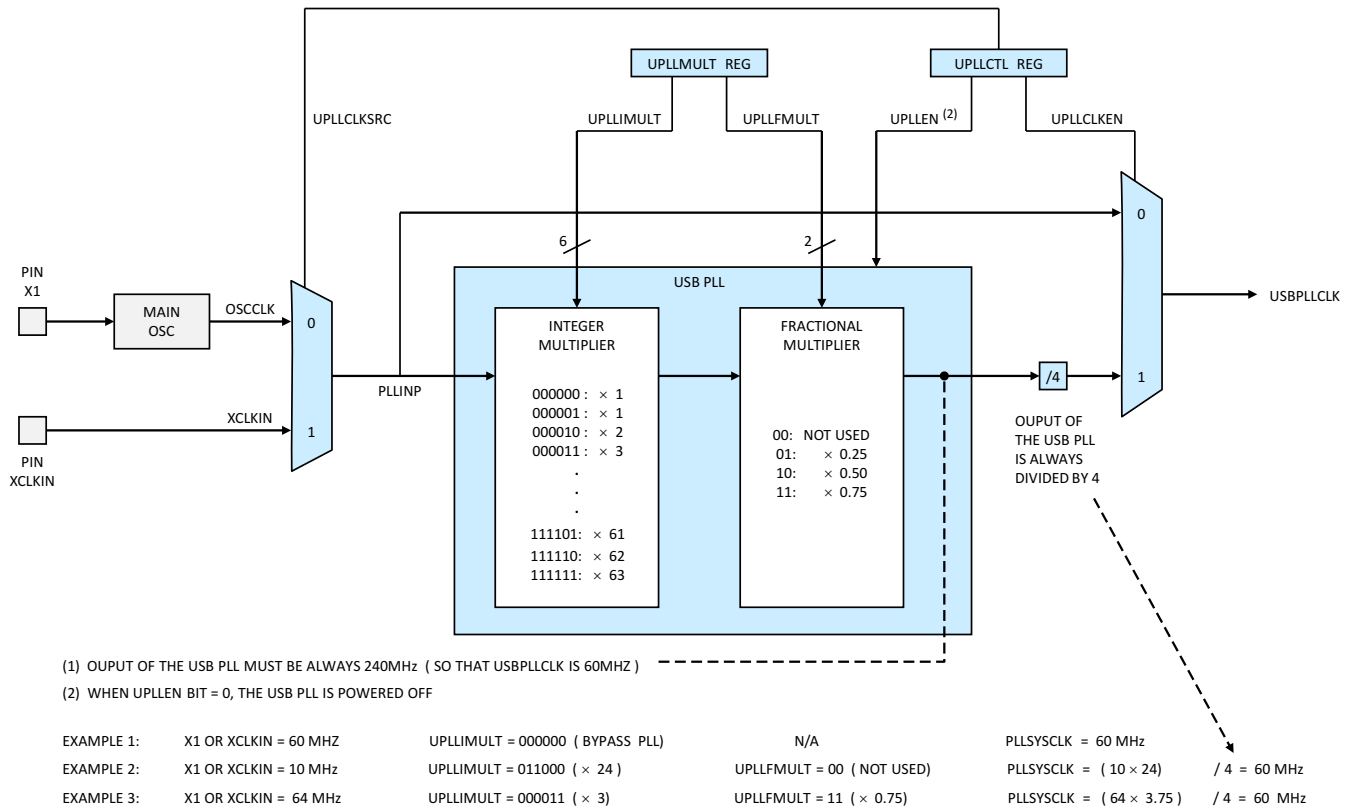 UPLLMULT REG
UPLLCTL REG
UPLLCLKSRC
UPLLIMULT
UPLLFMULT
UPLLEN (2)
UPLLCLKEN
0
6
2
PIN
X1
MAIN
OSC
OSCCLK
0
USB PLL
USBPLLCLK
INTEGER
MULTIPLIER
FRACTIONAL
MULTIPLIER
PLLINP
/4
1
000000 : × 1
000001 : × 1
000010 : × 2
000011 : × 3
.
.
.
111101: × 61
111110: × 62
111111: × 63
00: NOT USED
01: × 0.25
10: × 0.50
11: × 0.75
XCLKIN
1
PIN
XCLKIN
OUPUT OF
THE USB PLL
IS ALWAYS
DIVIDED BY 4
(1) OUPUT OF THE USB PLL MUST BE ALWAYS 240MHz ( SO THAT USBPLLCLK IS 60MHZ )
(2) WHEN UPLLEN BIT = 0, THE USB PLL IS POWERED OFF
EXAMPLE 1: X1 OR XCLKIN = 60 MHZ UPLLIMULT = 000000 ( BYPASS PLL) N/A PLLSYSCLK = 60 MHz
EXAMPLE 2: X1 OR XCLKIN = 10 MHz UPLLIMULT = 011000 ( × 24 ) UPLLFMULT = 00 ( NOT USED) PLLSYSCLK = ( 10 × 24) / 4 = 60 MHz
EXAMPLE 3: X1 OR XCLKIN = 64 MHz UPLLIMULT = 000011 ( × 3) UPLLFMULT = 11 ( × 0.75) PLLSYSCLK = ( 64 × 3.75 ) / 4 = 60 MHz